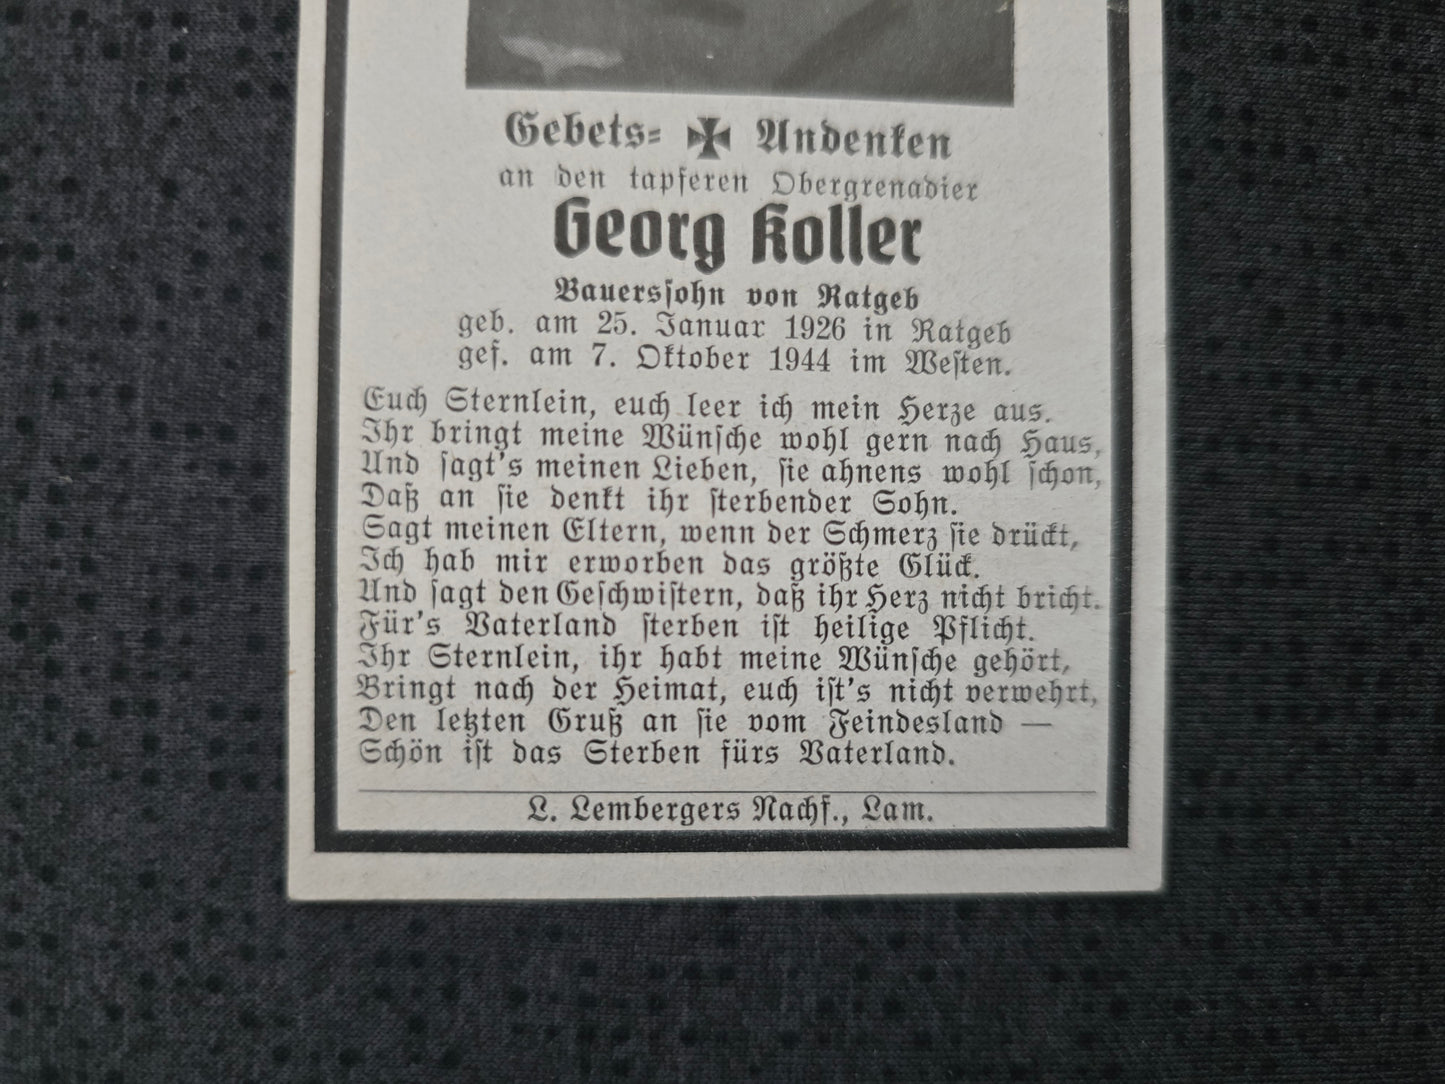 Gebets- Andenken
an den tapferen Obergrenadier
Georg Koller
Bauerssohn von Ratgeb
geb. am 25. Januar 1926 in Ratgeb
gef. am 7. Oktober 1944 im Westen.
Euch Sternlein, euch leer ich mein Herze aus.
Ihr bringt meine Wünsche wohl gern nach Haus,
Und sagt's meinen Lieben, sie ahnens wohl schon,
Daß an sie denkt ihr sterbender Sohn.
Sagt meinen Eltern, wenn der Schmerz sie drückt,
Ich hab mir erworben das größte Glück.
Und sagt den Geschwistern, daß ihr Herz nicht bricht.
Für's Vaterland sterben ist heilige Pflicht.
Ihr Sternlein, ihr habt meine Wünsche gehört,
Bringt nach der Heimat, euch ist's nicht verwehrt,
Den letzten Gruß an sie vom Feindesland —
Schön ist das Sterben fürs Vaterland.
L. Lembergers Nachf., Lam.